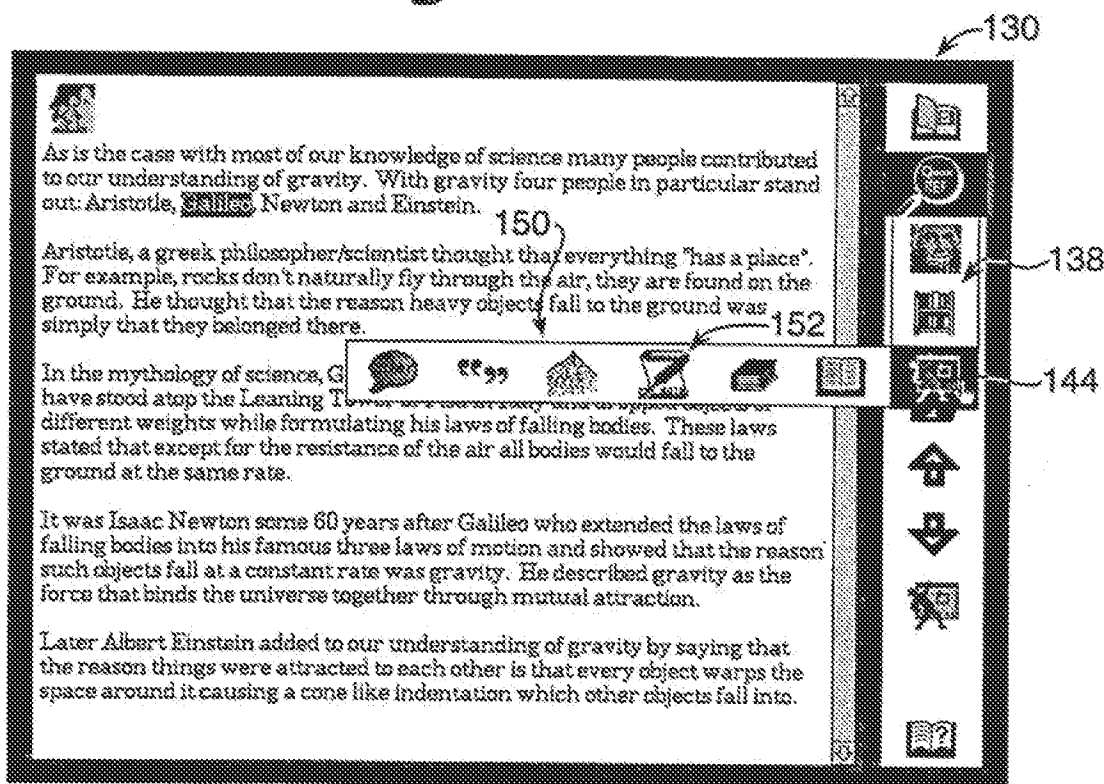 130
As is the case with most of our knowledge of science many people contributed
to our understanding of gravity. With gravity four people in particular stand
out: Aristotle, Galileo, Newton and Einstein.
150
Aristotle, a greek philosopher/scientist thought that everything "has a place".
138
For example, rocks don't naturally fly through the air, they are found on the
ground. He thought that the reason heavy objects fall to the ground was
simply that they belonged there.
152
In the mythology of science, G
144
have stood atop the Leaning
different weights while formulating his laws of falling bodies. These laws
stated that except for the resistance of the air all bodies would fall to the
ground at the same rate.
It was Isaac Newton some 60 years after Galileo who extended the laws of
falling bodies into his famous three laws of motion and showed that the reason
such objects fall at a constant rate was gravity. He described gravity as the
force that binds the universe together through mutual attraction.
Later Albert Einstein added to our understanding of gravity by saying that
the reason things were attracted to each other is that every object warps the
space around it causing a cone like indentation which other objects fall into.
?